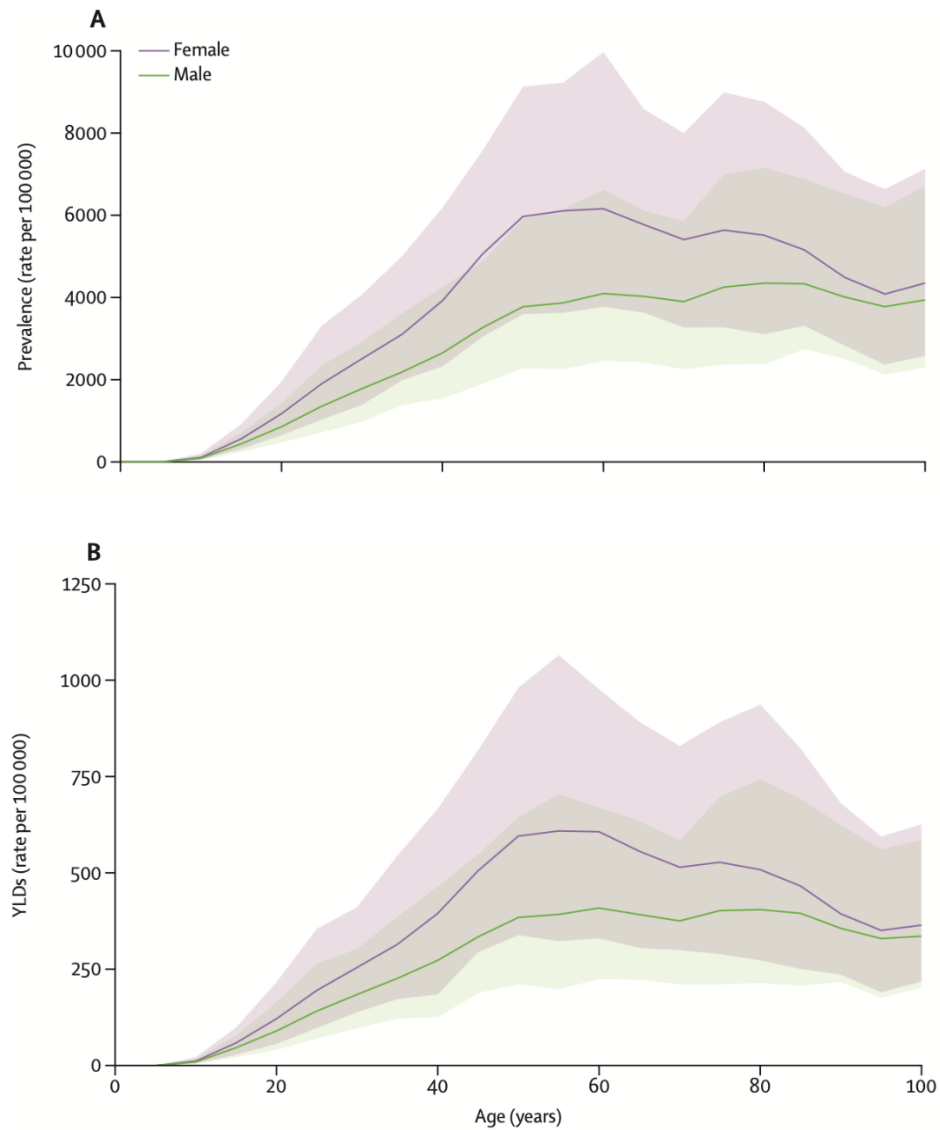 A
Female
Male
10 000
8000
6000
4000
2000
0
Prevalence (rate per 100 000)
B
1250
1000
750
500
250
0
YLDs (rate per 100 000)
0 20 40 60 80 100
Age (years)